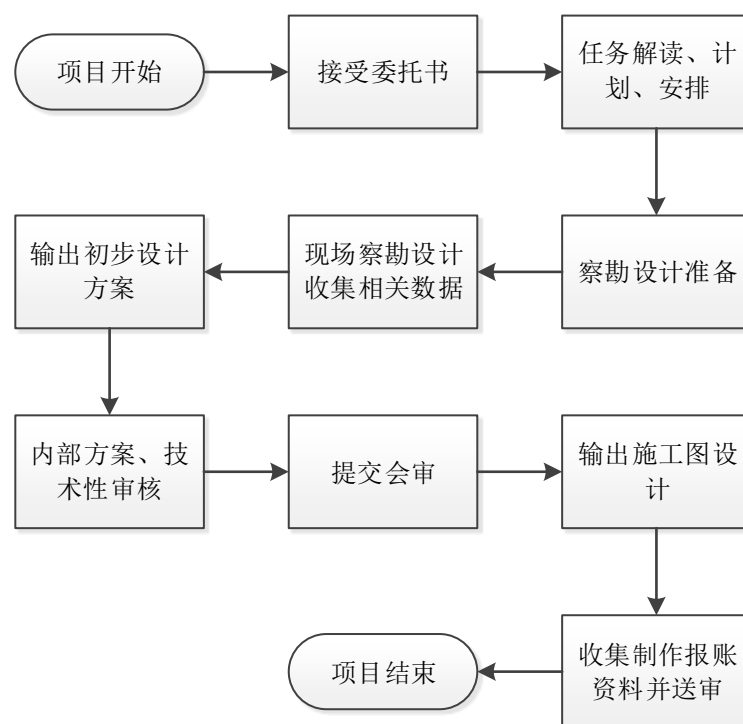 项目开始
接受委托书
任务解读、计
划、安排
输出初步设计
方案
现场察勘设计
收集相关数据
察勘设计准备
内部方案、技
术性审核
提交会审
输出施工图设
计
项目结束
收集制作报账
资料并送审